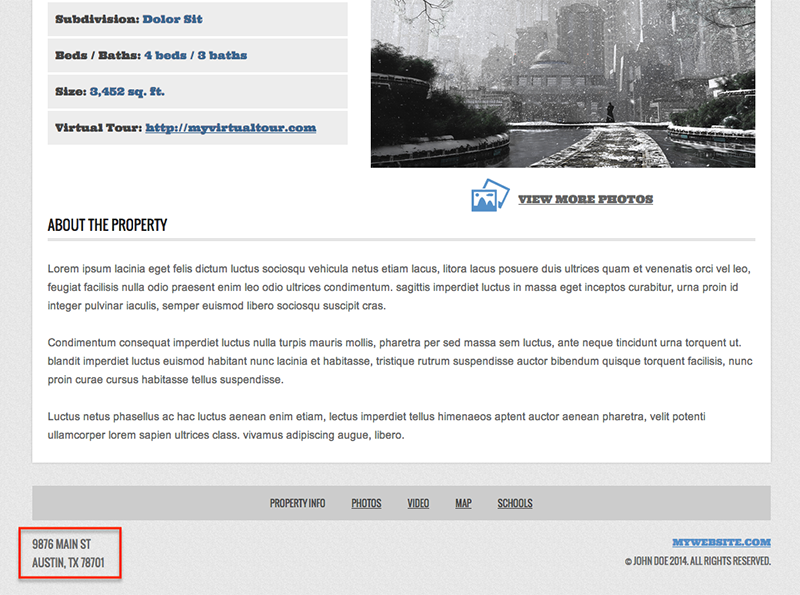 Subdivision: Dolor Sit
Beds / Baths: 4 beds / 3 baths
Size: 3,452 sq. ft.
Virtual Tour: http://myvirtualtour.com
VIEW MORE PHOTOS
ABOUT THE PROPERTY
Lorem ipsum lacinia eget felis dictum luctus sociosqu vehicula netus etiam lacus, litora lacus posuere duis ultrices quam et venenatis orci vel leo,
feugiat facilisis nulla odio praesent enim leo odio ultrices condimentum. sagittis imperdiet luctus in massa eget inceptos curabitur, urna proin id
integer pulvinar iaculis, semper euismod libero sociosqu suscipit cras.
Condimentum consequat imperdiet luctus nulla turpis mauris mollis, pharetra per sed massa sem luctus, ante neque tincidunt urna torquent ut.
blandit imperdiet luctus euismod habitant nunc lacinia et habitasse, tristique rutrum suspendisse auctor bibendum quisque torquent facilisis, nunc
proin curae cursus habitasse tellus suspendisse.
Luctus netus phasellus ac hac luctus aenean enim etiam, lectus imperdiet tellus himenaeos aptent auctor aenean pharetra, velit potenti
ullamcorper lorem sapien ultrices class. vivamus adipiscing augue, libero.
PROPERTY INFO PHOTOS VIDEO MAP SCHOOLS
9876 MAIN ST
AUSTIN, TX 78701
MYWEBSITE.COM
© JOHN DOE 2014. ALL RIGHTS RESERVED.